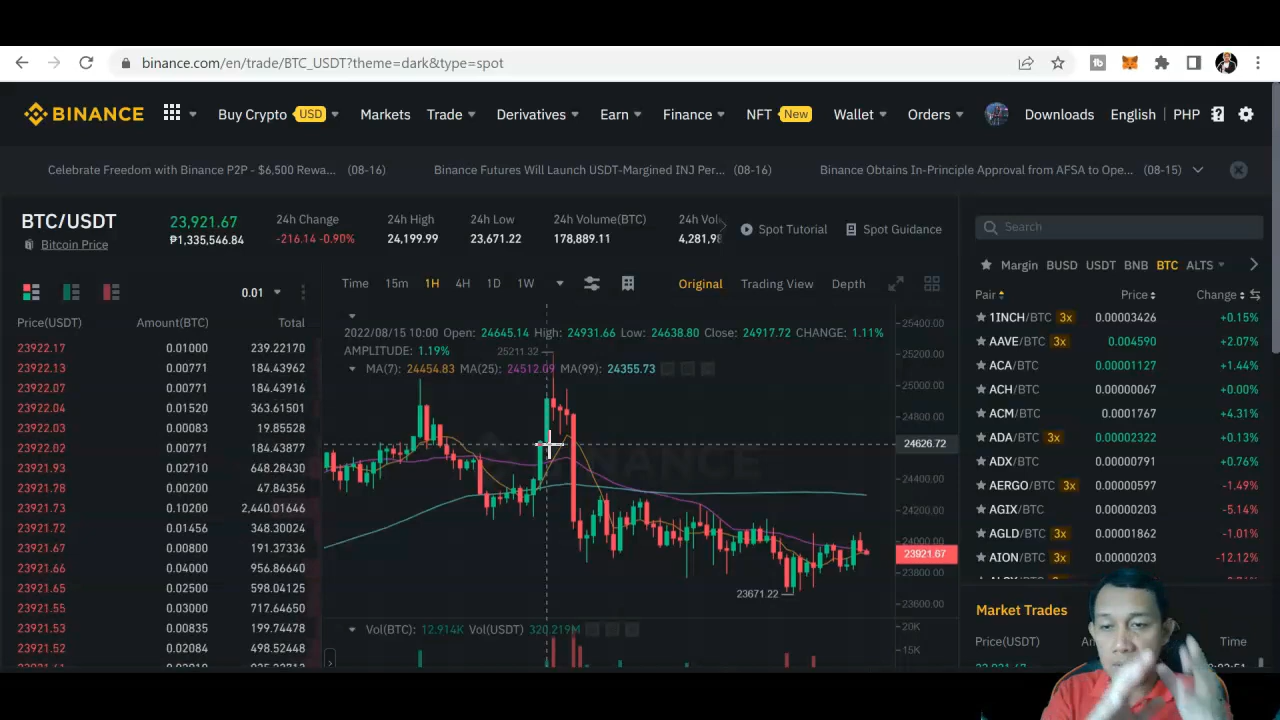 binance.com/en/trade/BTC_USDT?theme=dark&type=spot
BINANCE Buy Crypto USD Markets Trade Derivatives Earn Finance NFT New Wallet Orders Downloads English | PHP
Celebrate Freedom with Binance P2P - $6,500 Rewa... (08-16) Binance Futures Will Launch USDT-Margined INJ Per... (08-16) Binance Obtains In-Principle Approval from AFSA to Ope... (08-15)
BTC/USDT
Bitcoin Price
23,921.67
₱1,335,546.84
24h Change
-216.14 -0.90%
24h High
24,199.99
24h Low
23,671.22
24h Volume(BTC)
178,889.11
24h Vol
4,281,98
Spot Tutorial Spot Guidance
0.01
Price(USDT) Amount(BTC) Total
23922.17 0.01000 239.22170
23922.13 0.00771 184.43962
23922.07 0.00771 184.43916
23922.04 0.01520 363.61501
23922.03 0.00083 19.85528
23922.02 0.00771 184.43877
23921.93 0.02710 648.28430
23921.78 0.00200 47.84356
23921.73 0.10200 2,440.01646
23921.72 0.01456 348.30024
23921.67 0.00800 191.37336
23921.66 0.04000 956.86640
23921.65 0.02500 598.04125
23921.55 0.03000 717.64650
23921.53 0.00835 199.74478
23921.52 0.02084 498.52448
Time 15m 1H 4H 1D 1W Original Trading View Depth
2022/08/15 10:00 Open: 24645.14 High: 24931.66 Low: 24638.80 Close: 24917.72 CHANGE: 1.11%
AMPLITUDE: 1.19% 25211.32
MA(7): 24454.83 MA(25): 24512.09 MA(99): 24355.73
25400.00
25200.00
25000.00
24800.00
24626.72
24400.00
24200.00
24000.00
23921.67
23800.00
23600.00
BINANCE
23671.22
Vol(BTC): 12.914K Vol(USDT) 320.219M
20K
15K
Search
Margin BUSD USDT BNB BTC ALTS
Pair Price Change
1INCH/BTC 3x 0.00003426 +0.15%
AAVE/BTC 3x 0.004590 +2.07%
ACA/BTC 0.00001127 +1.44%
ACH/BTC 0.00000067 +0.00%
ACM/BTC 0.0001767 +4.31%
ADA/BTC 3x 0.00002322 +0.13%
ADX/BTC 0.00000791 +0.76%
AERGO/BTC 3x 0.00000597 -1.49%
AGIX/BTC 0.00000203 -5.14%
AGLD/BTC 3x 0.00001862 -1.01%
AION/BTC 3x 0.00000203 -12.12%
Market Trades
Price(USDT) Time